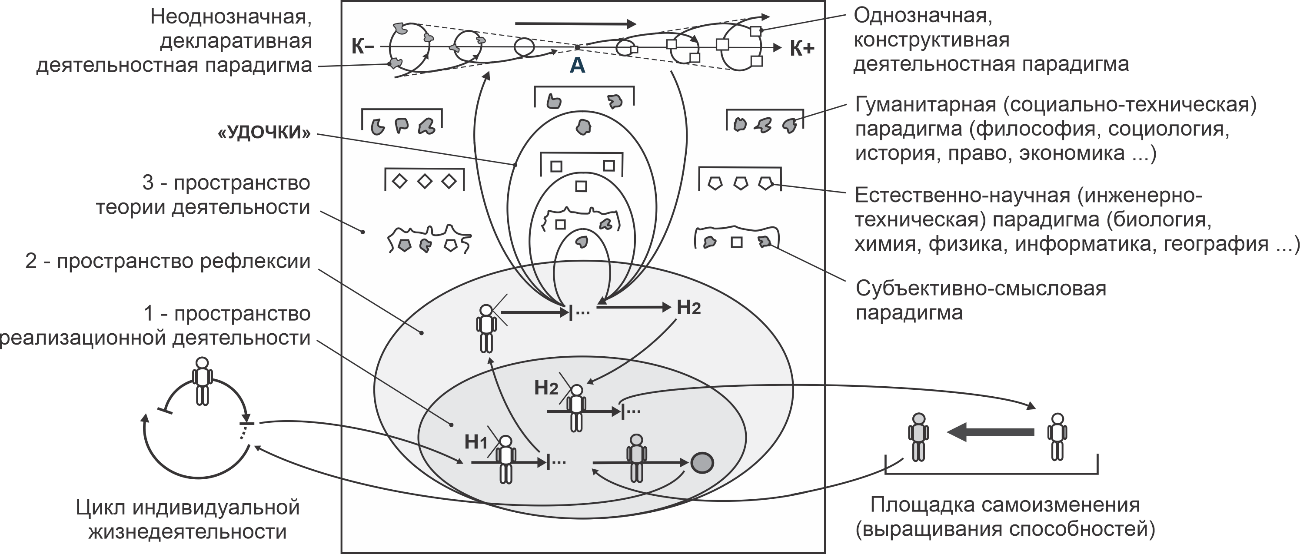 Неоднозначная,
декларативная
деятельностная парадигма
К–
А
К+
Однозначная,
конструктивная
деятельностная парадигма
«УДОЧКИ»
Гуманитарная (социально-техническая)
парадигма (философия, социология,
история, право, экономика ...)
3 - пространство
теории деятельности
Естественно-научная (инженерно-
техническая) парадигма (биология,
химия, физика, информатика, география ...)
2 - пространство рефлексии
Субъективно-смысловая
парадигма
1 - пространство
реализационной деятельности
Н2
Н2
Н1
Цикл индивидуальной
жизнедеятельности
Площадка самоизменения
(выращивания способностей)